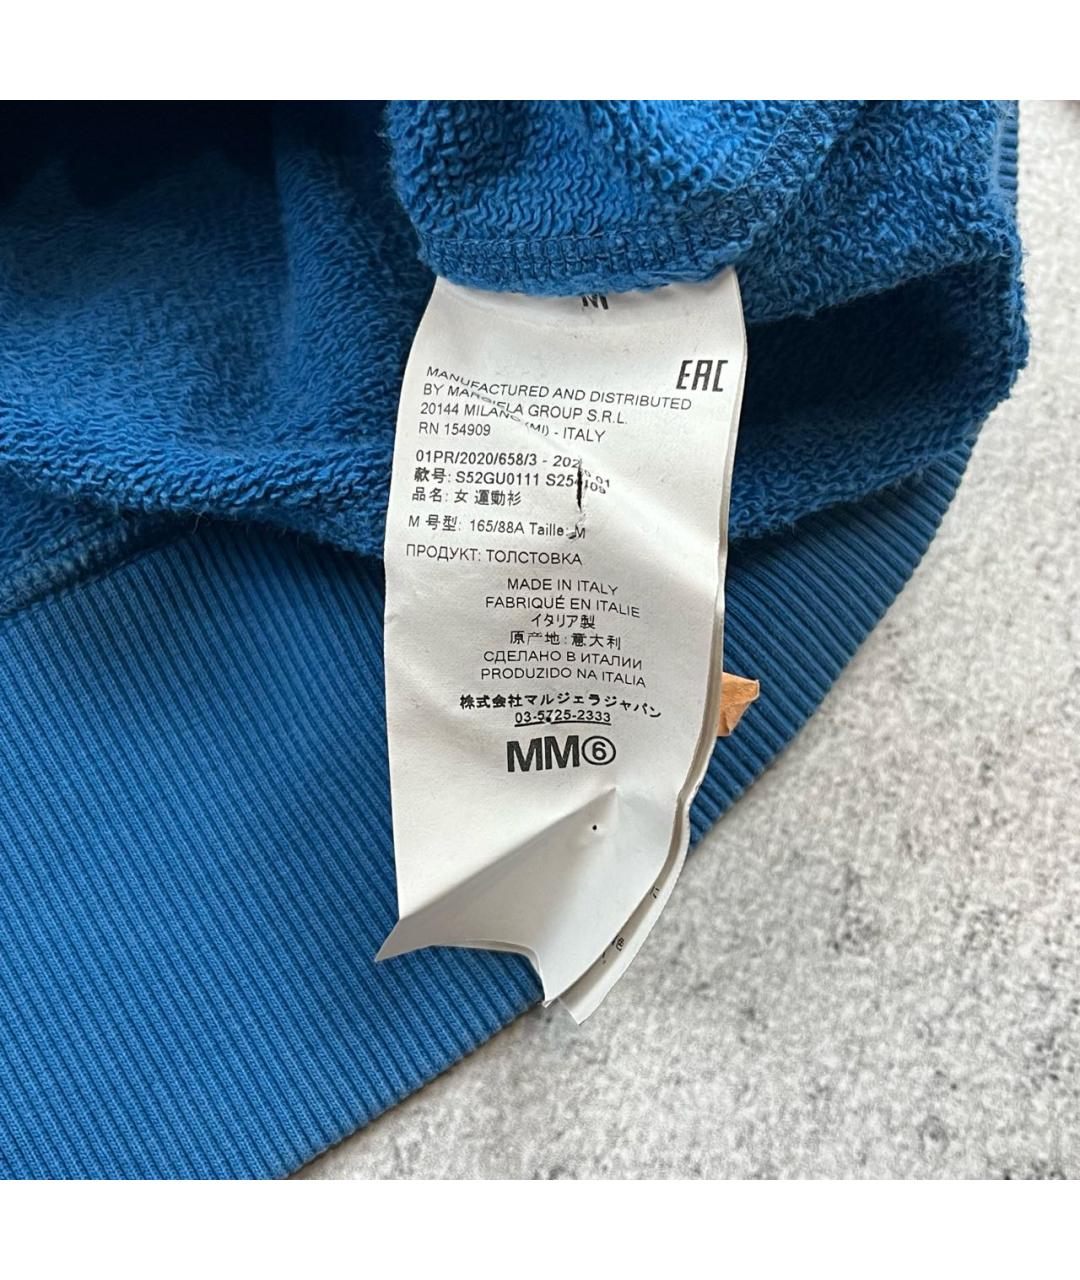 M
EAC
MANUFACTURED AND DISTRIBUTED
BY MARGIELA GROUP S.R.L.
20144 MILANO (MI) - ITALY
RN 154909
01PR/2020/658/3 -
款号: S52GU0111
品名: 女 運動衫
M 号型: 165/88A Taille: M
ПРОДУКТ: ТОЛСТОВКА
MADE IN ITALY
FABRIQUÉ EN ITALIE
イタリア製
原产地: 意大利
СДЕЛАНО В ИТАЛИИ
PRODUZIDO NA ITALIA
株式会社マルジェラジャパン
03-5725-2333
MM⑥